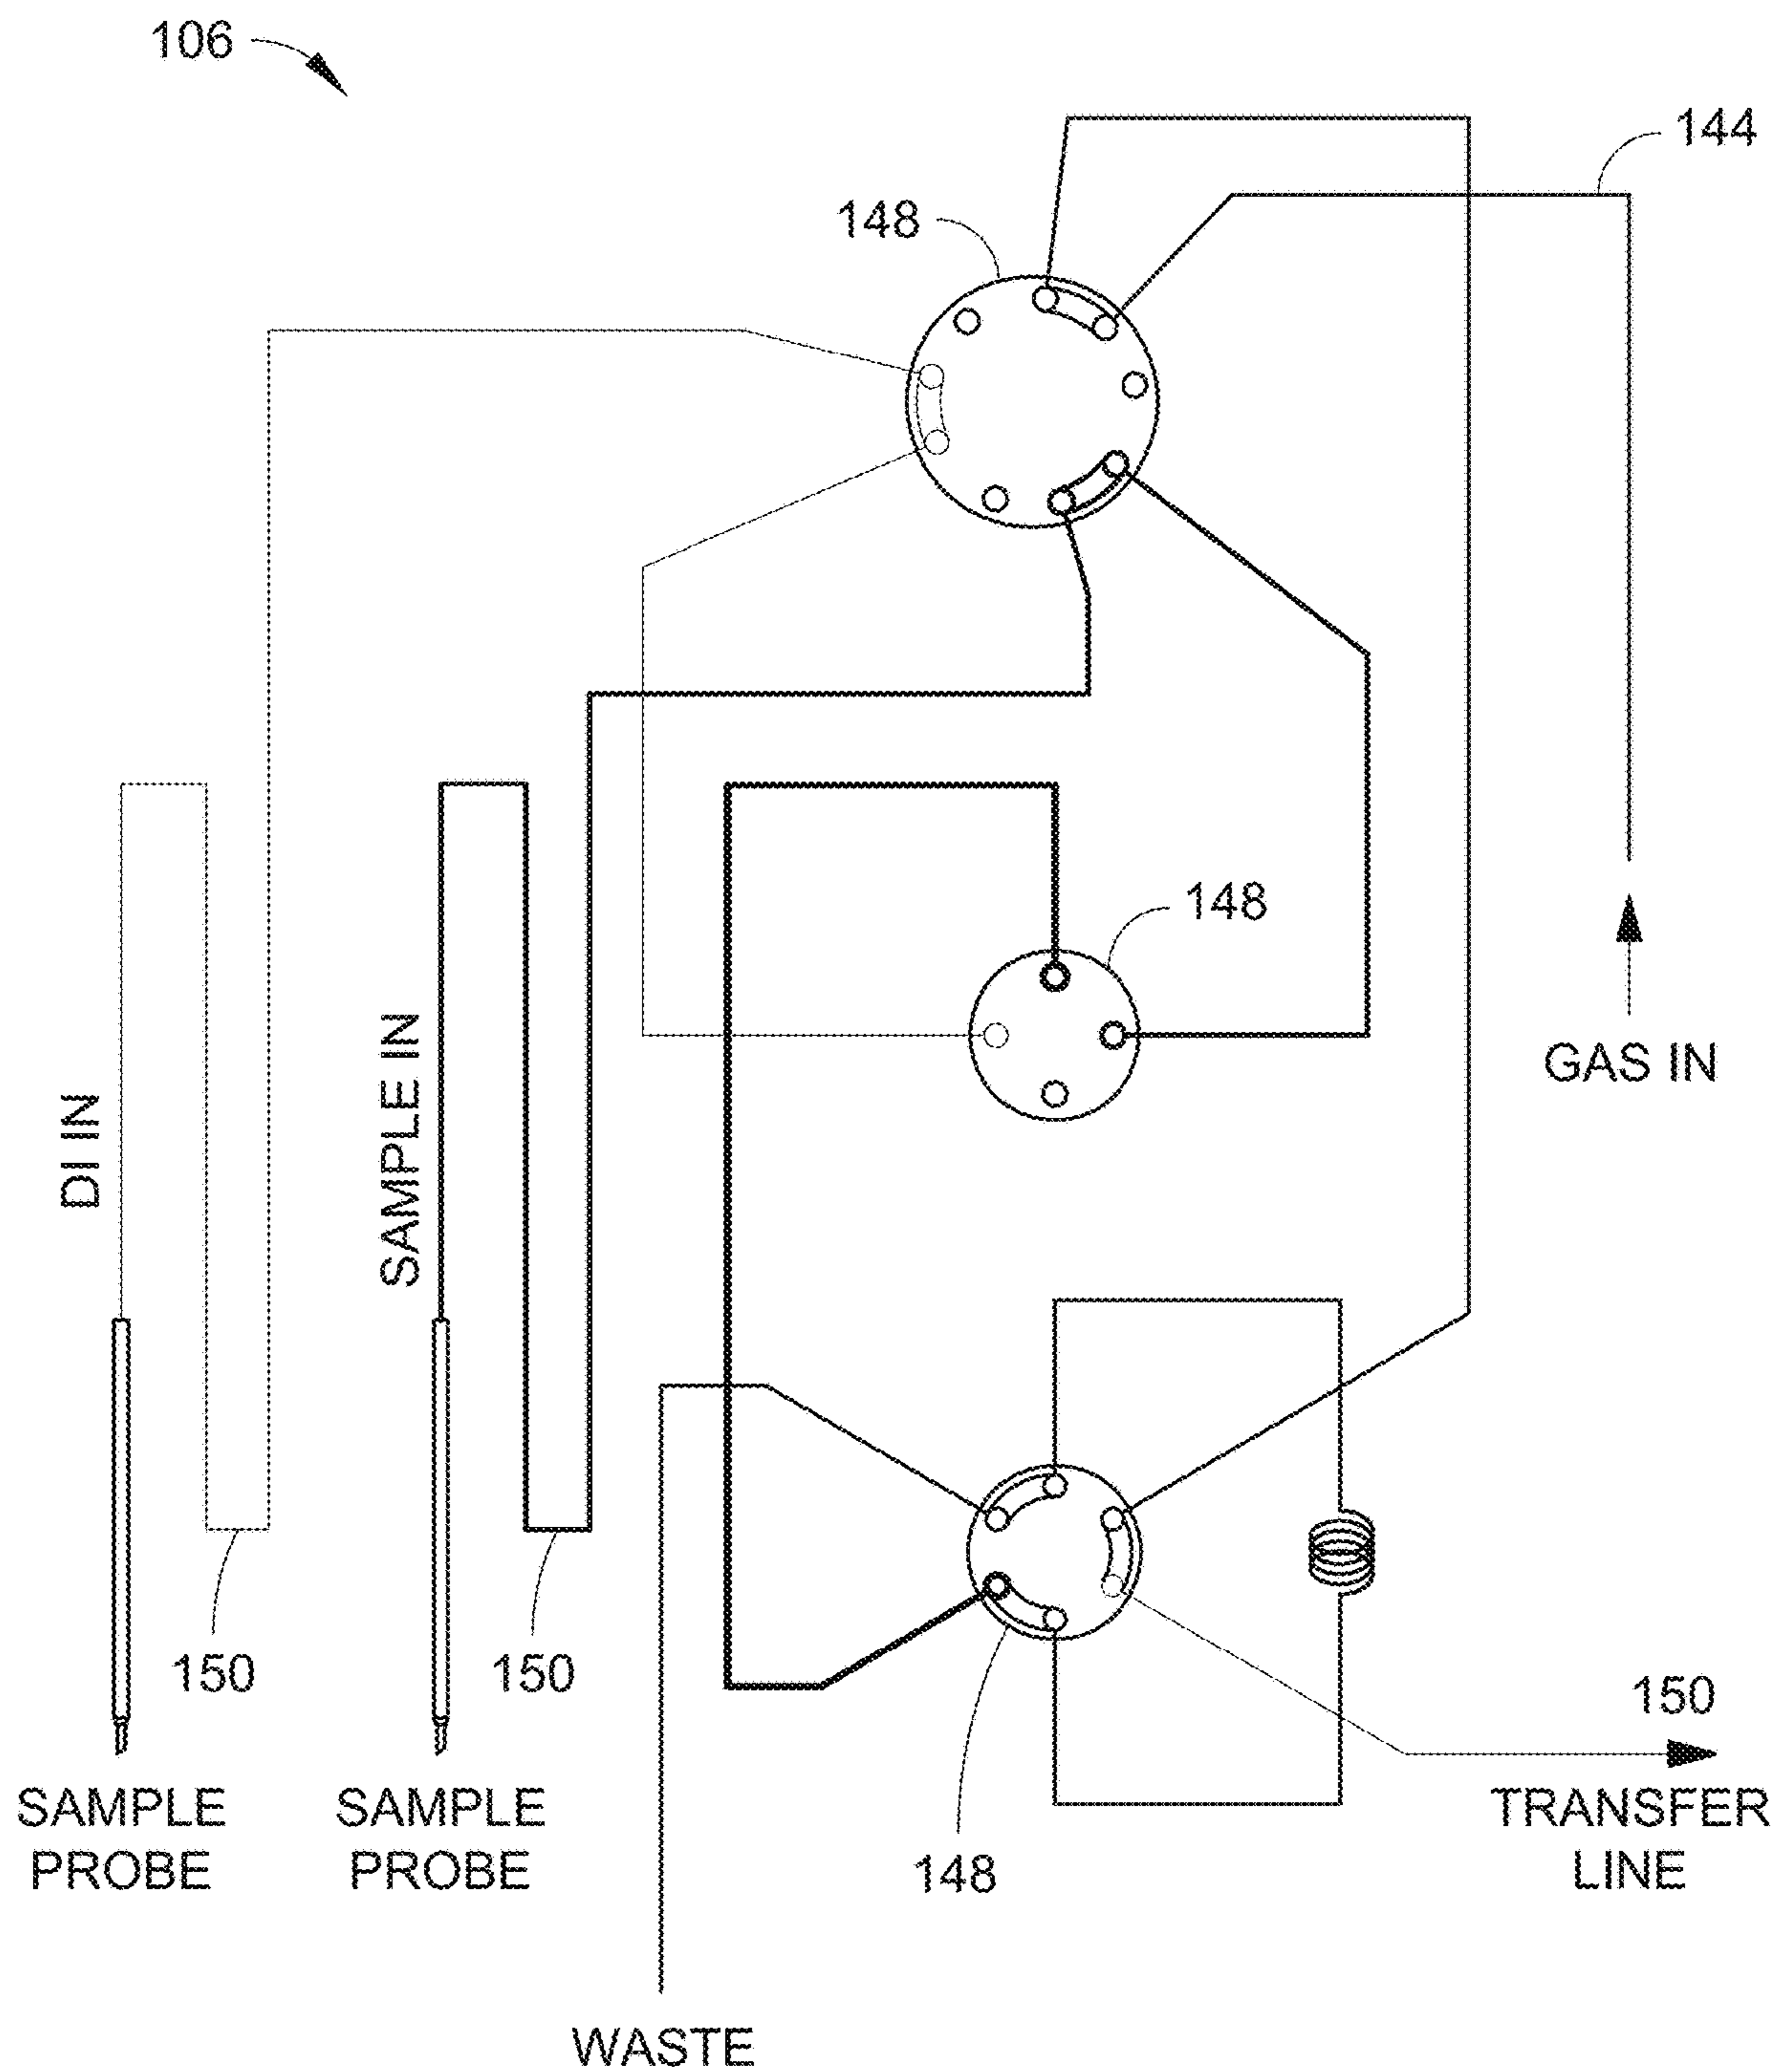 106
144
148
148
DI IN
SAMPLE IN
GAS IN
150
150
150
SAMPLE
PROBE
SAMPLE
PROBE
148
TRANSFER
LINE
WASTE